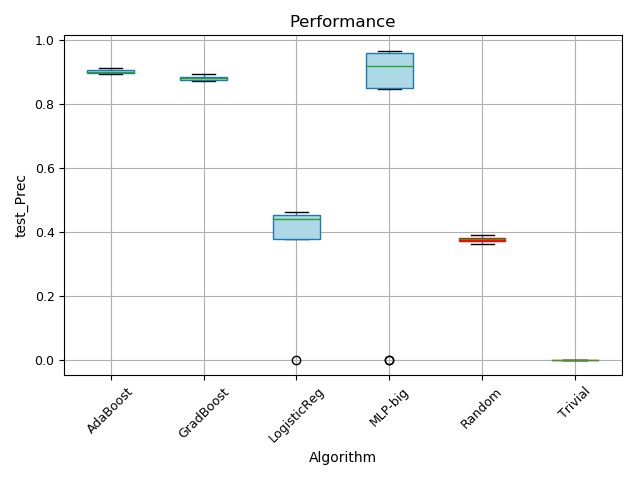 Performance
1.0
0.8
0.6
0.4
0.2
0.0
test_Prec
AdaBoost
GradBoost
LogisticReg
MLP-big
Random
Trivial
Algorithm